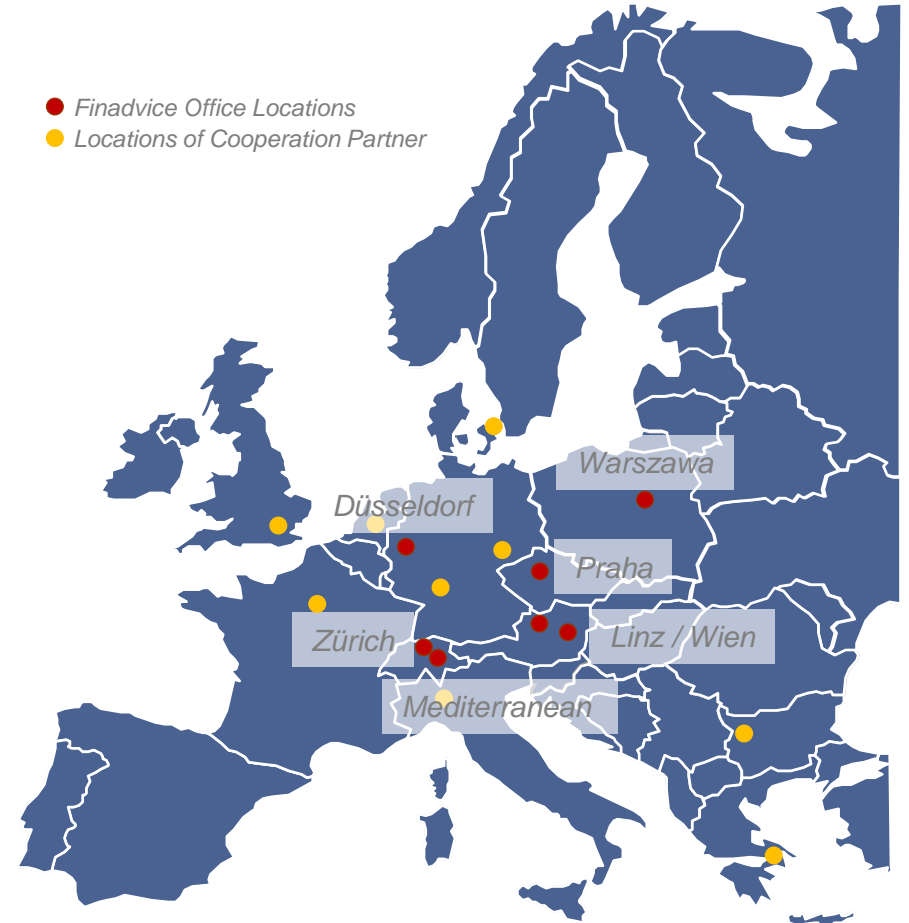 Finadvice Office Locations
Locations of Cooperation Partner
Warszawa
Düsseldorf
Praha
Zürich
Linz / Wien
Mediterranean